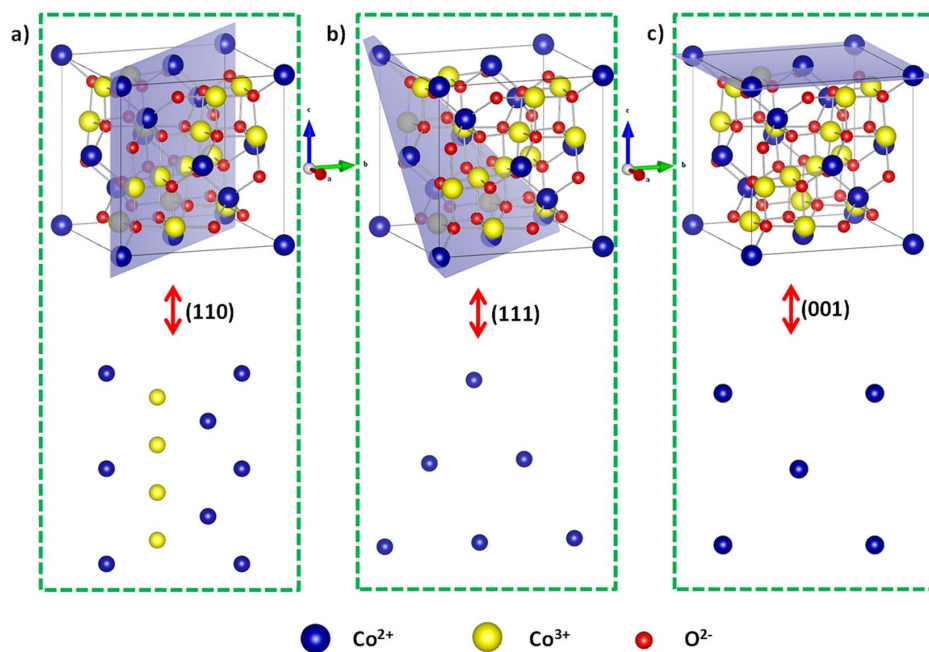 a)
b)
c)
c
b
a
c
b
a
(110)
(111)
(001)
Co²⁺
Co³⁺
O²⁻